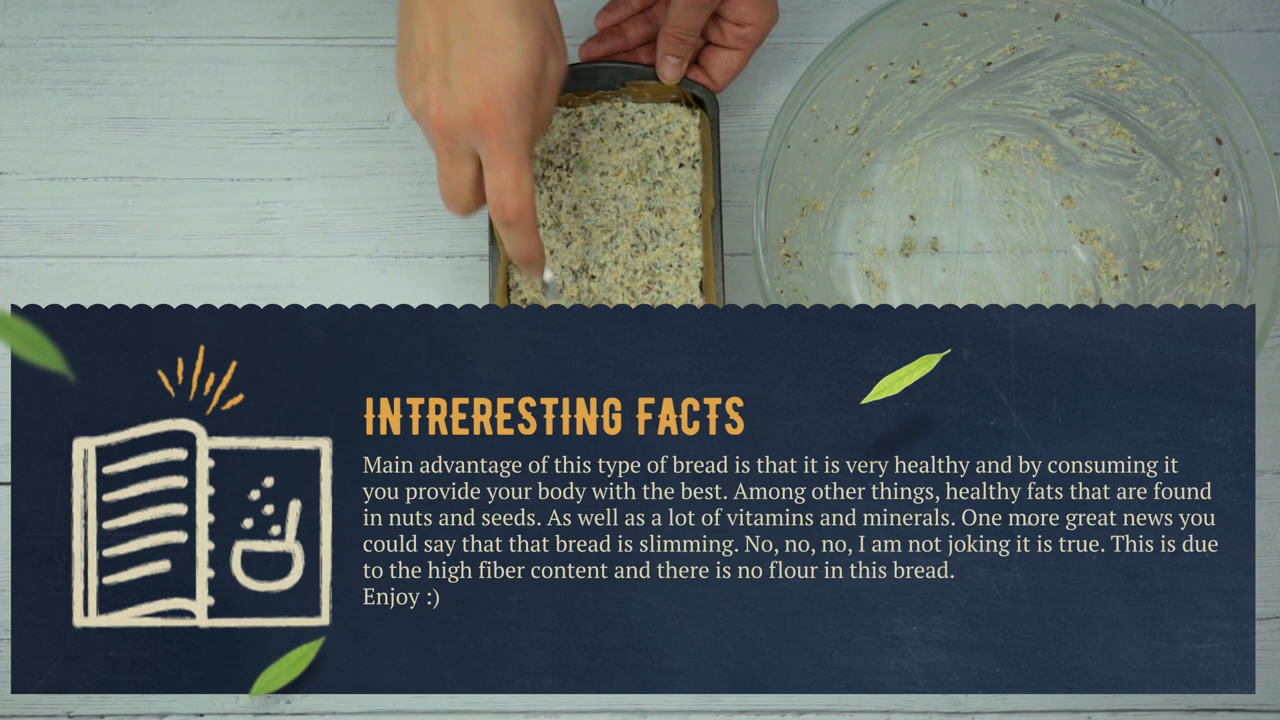 INTRERESTING FACTS
Main advantage of this type of bread is that it is very healthy and by consuming it
you provide your body with the best. Among other things, healthy fats that are found
in nuts and seeds. As well as a lot of vitamins and minerals. One more great news you
could say that that bread is slimming. No, no, no, I am not joking it is true. This is due
to the high fiber content and there is no flour in this bread.
Enjoy :)